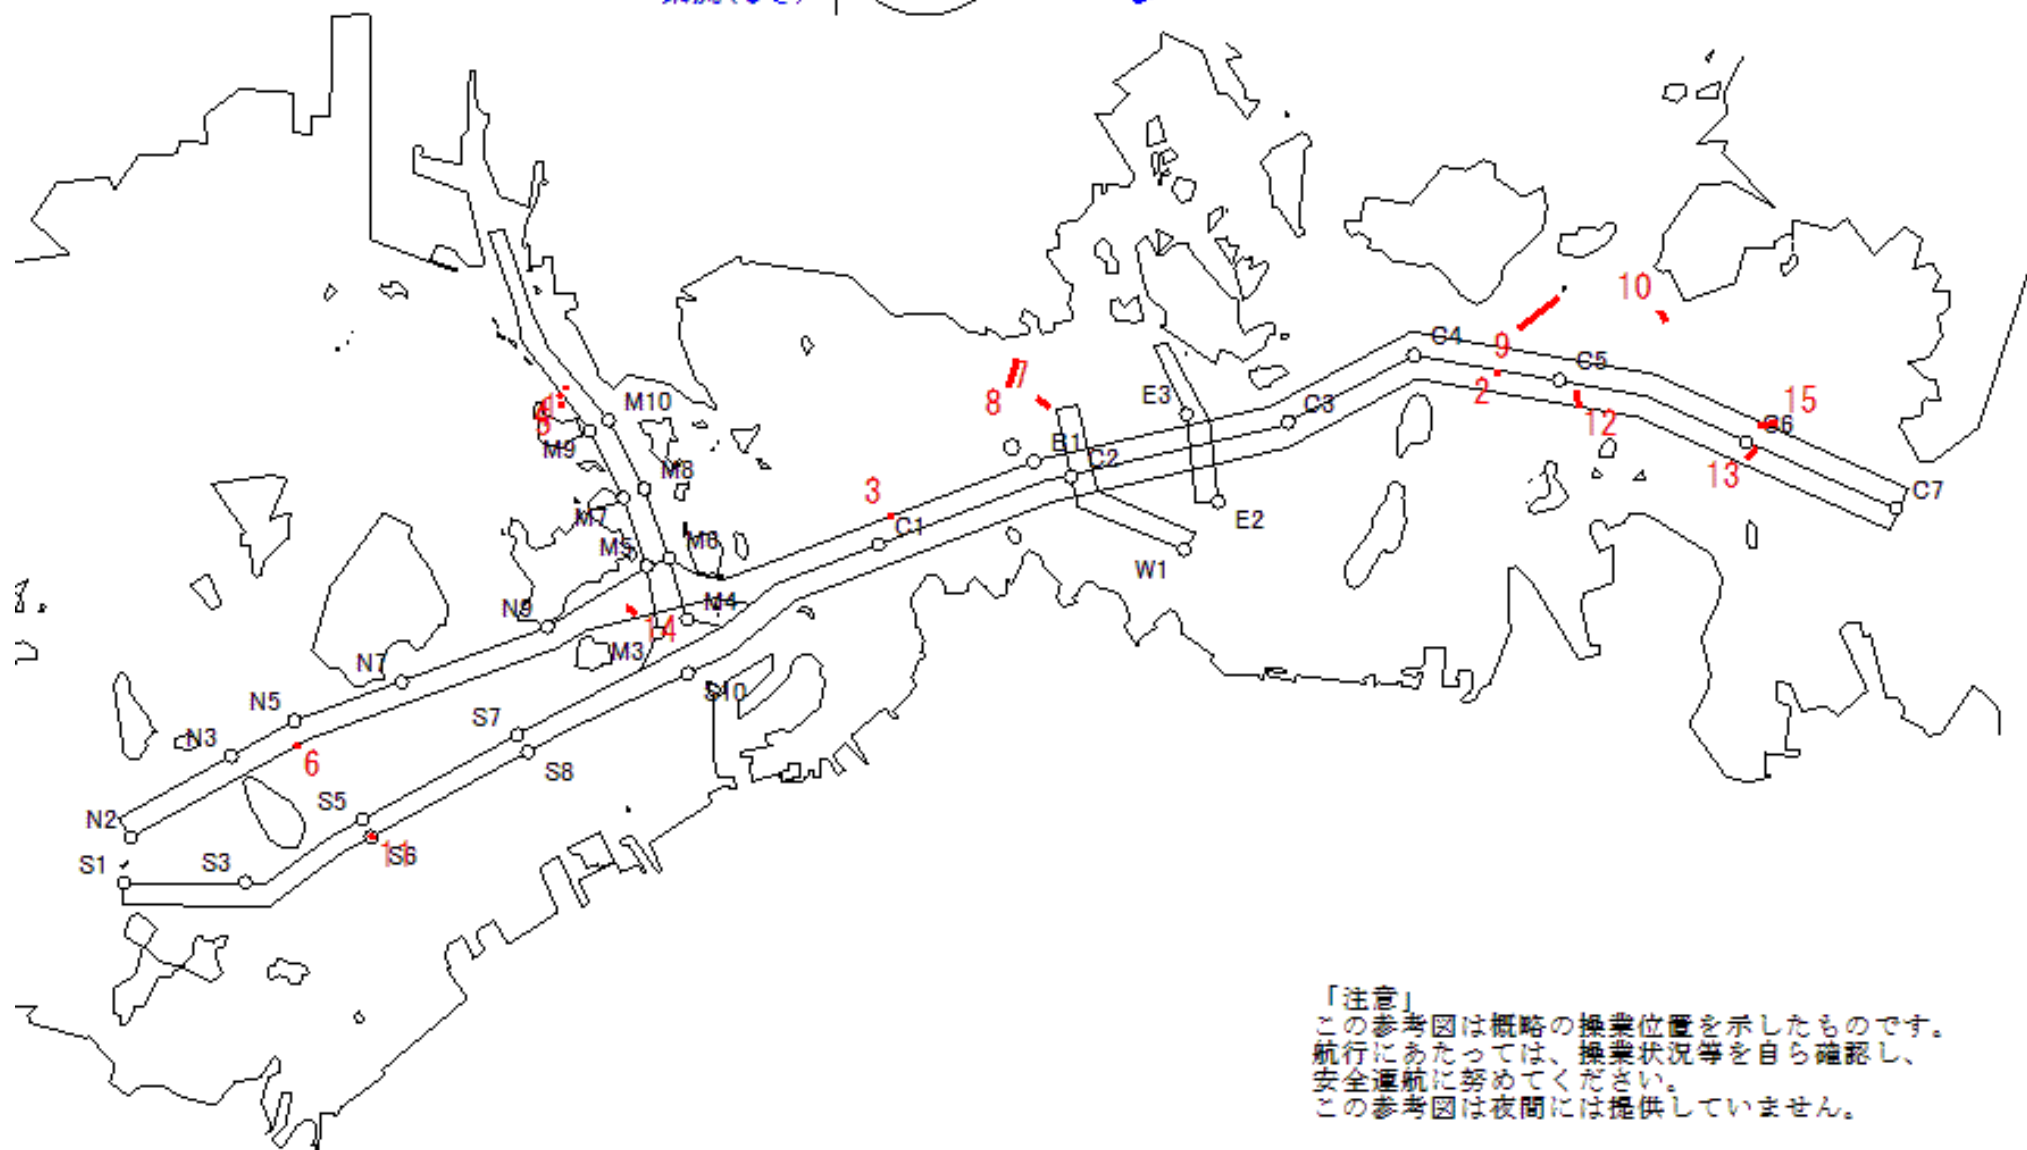 C4
C5
10
9
2
12
15
C6
13
C7
E3
C3
7
8
B1
C2
E2
W1
3
C1
M10
M9
M8
M7
M5
M6
M4
M3
14
N9
N7
N5
N3
N2
6
S1
S3
S5
S6
11
S7
S8
S10
「注意」
この参考図は概略の操業位置を示したものです。
航行にあたっては、操業状況等を自ら確認し、
安全運航に努めてください。
この参考図は夜間には提供していません。